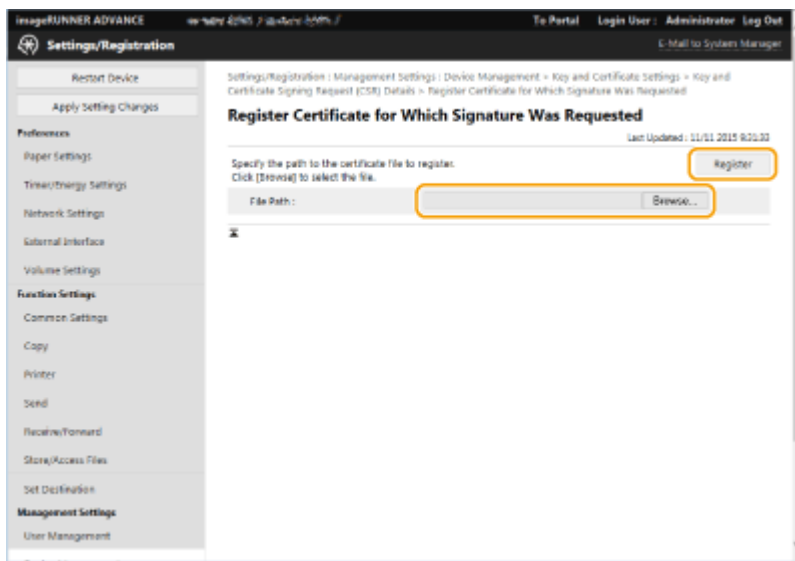 imageRUNNER ADVANCE
To Portal Login User : Administrator Log Out
Settings/Registration
E-Mail to System Manager
Restart Device
Apply Setting Changes
Preferences
Paper Settings
Timer/Energy Settings
Network Settings
External Interface
Volume Settings
Function Settings
Common Settings
Copy
Printer
Send
Receive/Forward
Store/Access Files
Set Destination
Management Settings
User Management
Settings/Registration : Management Settings : Device Management > Key and Certificate Settings > Key and
Certificate Signing Request (CSR) Details > Register Certificate for Which Signature Was Requested
Register Certificate for Which Signature Was Requested
Last Updated : 11/11 2015
Specify the path to the certificate file to register.
Click [Browse] to select the file.
Register
File Path :
Browse...